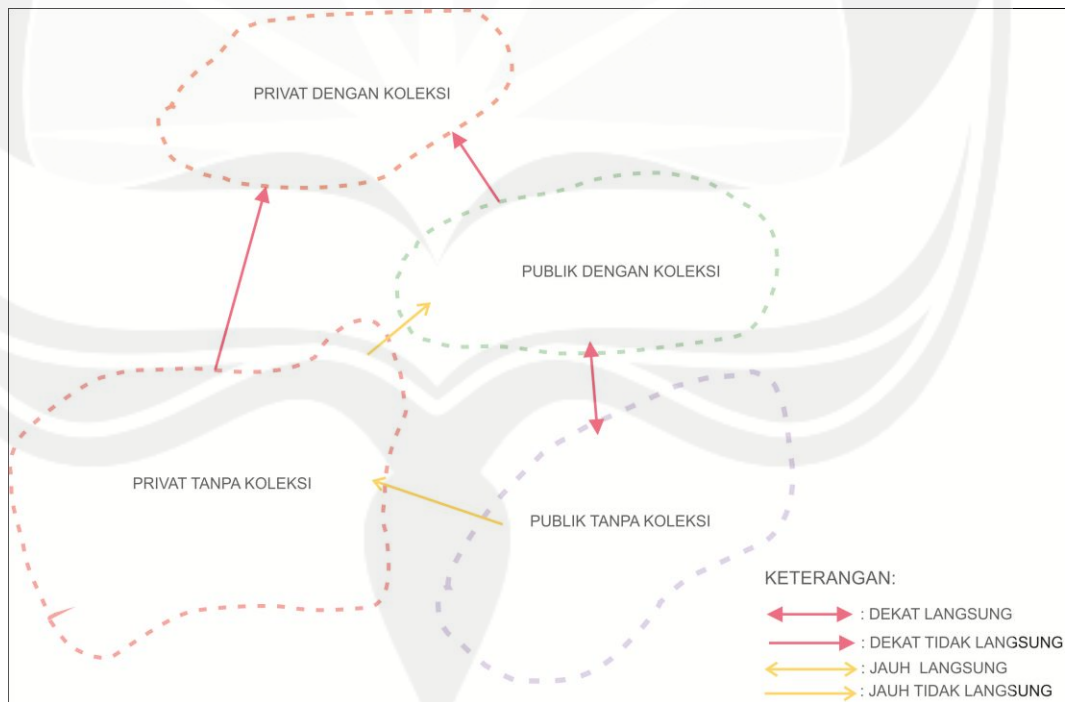 PRIVAT DENGAN KOLEKSI
PUBLIK DENGAN KOLEKSI
PRIVAT TANPA KOLEKSI
PUBLIK TANPA KOLEKSI
KETERANGAN:
: DEKAT LANGSUNG
: DEKAT TIDAK LANGSUNG
: JAUH LANGSUNG
: JAUH TIDAK LANGSUNG